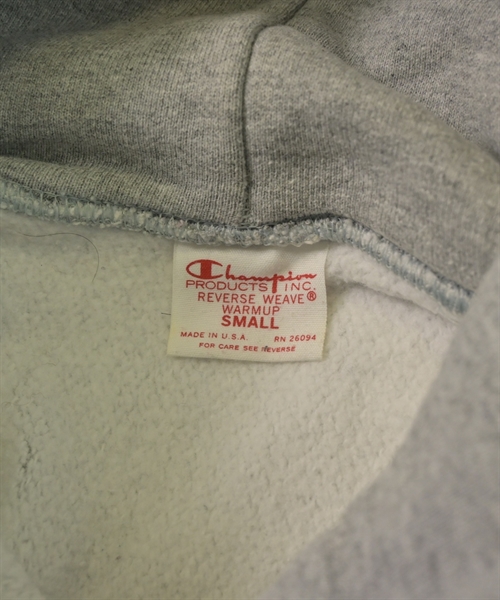 Champion
PRODUCTS INC.
REVERSE WEAVE®
WARMUP
SMALL
MADE IN U.S.A. RN 26094
FOR CARE SEE REVERSE